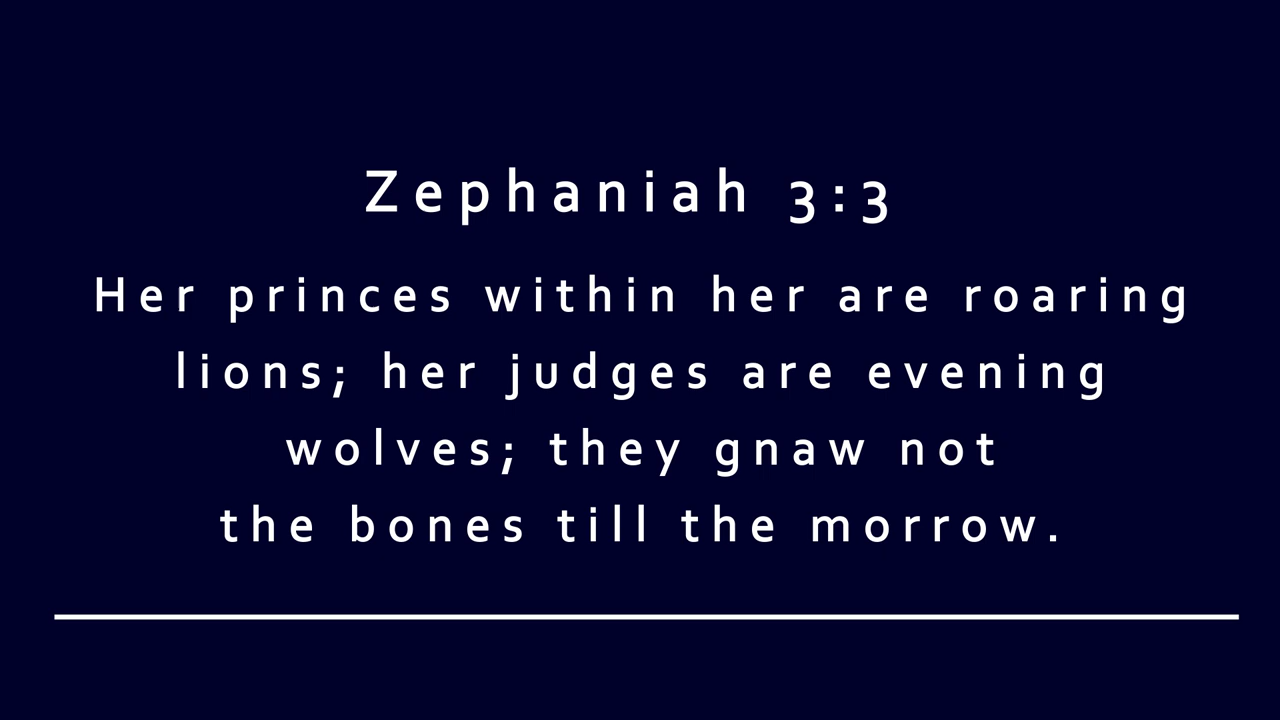 Zephaniah 3:3
Her princes within her are roaring
lions; her judges are evening
wolves; they gnaw not
the bones till the morrow.